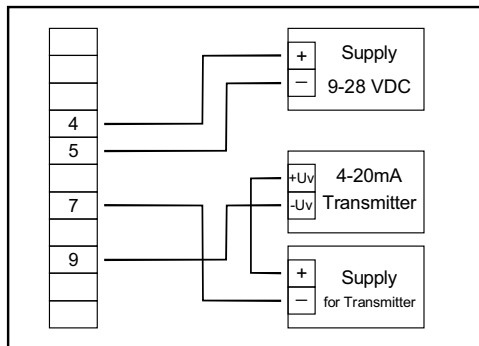 4
5
7
9
+ Supply
− 9-28 VDC
+Uv 4-20mA
-Uv Transmitter
+ Supply
− for Transmitter